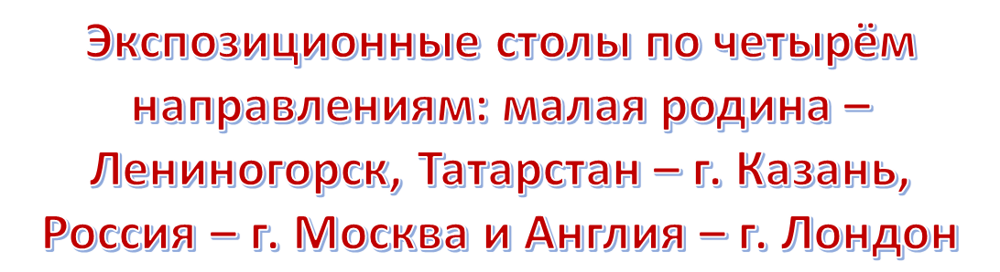 Экспозиционные столы по четырём
направлениям: малая родина –
Лениногорск, Татарстан – г. Казань,
Россия – г. Москва и Англия – г. Лондон